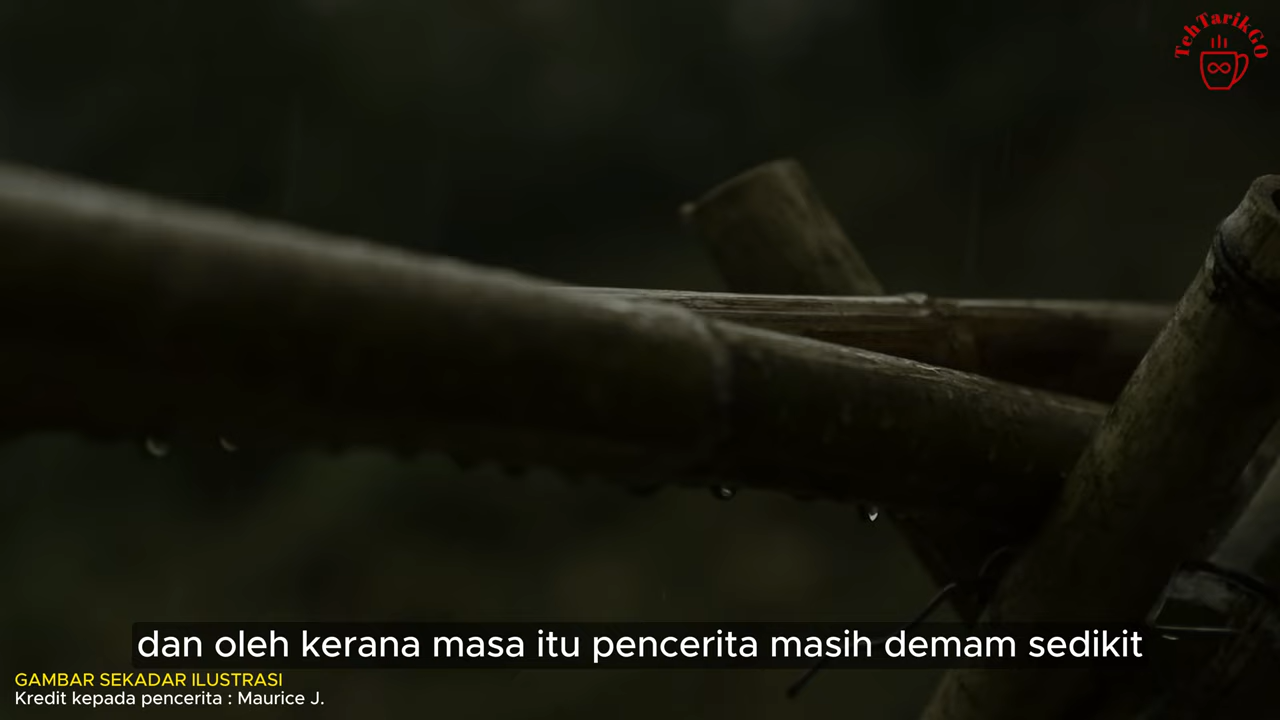 TehTarikGO
dan oleh kerana masa itu pencerita masih demam sedikit
GAMBAR SEKADAR ILUSTRASI
Kredit kepada pencerita : Maurice J.